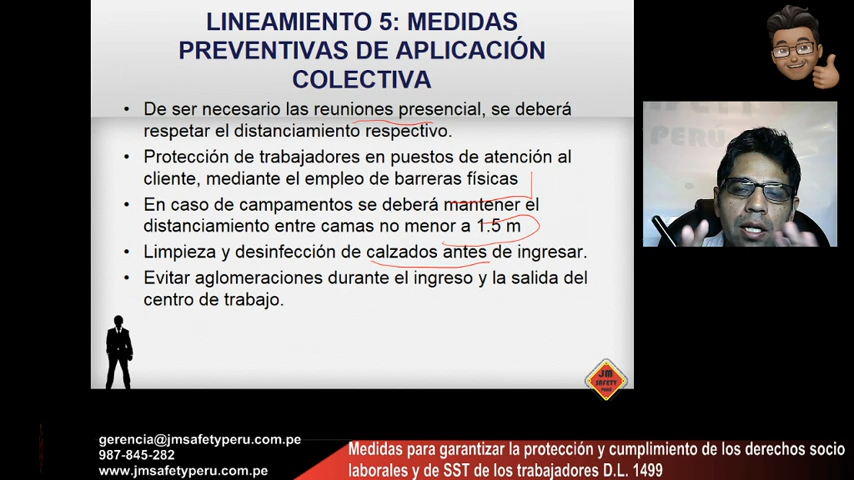 LINEAMIENTO 5: MEDIDAS
PREVENTIVAS DE APLICACIÓN
COLECTIVA
• De ser necesario las reuniones presencial, se deberá
respetar el distanciamiento respectivo.
• Protección de trabajadores en puestos de atención al
cliente, mediante el empleo de barreras físicas
• En caso de campamentos se deberá mantener el
distanciamiento entre camas no menor a 1.5 m
• Limpieza y desinfección de calzados antes de ingresar.
• Evitar aglomeraciones durante el ingreso y la salida del
centro de trabajo.
JM
SAFETY
PERU
gerencia@jmsafetyperu.com.pe
987-845-282
www.jmsafetyperu.com.pe
Medidas para garantizar la protección y cumplimiento de los derechos socio
laborales y de SST de los trabajadores D.L. 1499